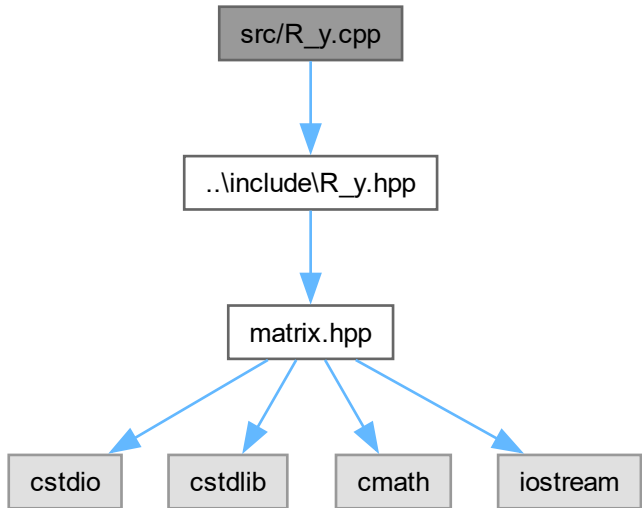 src/R_y.cpp
..\include\R_y.hpp
matrix.hpp
cstdio
cstdlib
cmath
iostream